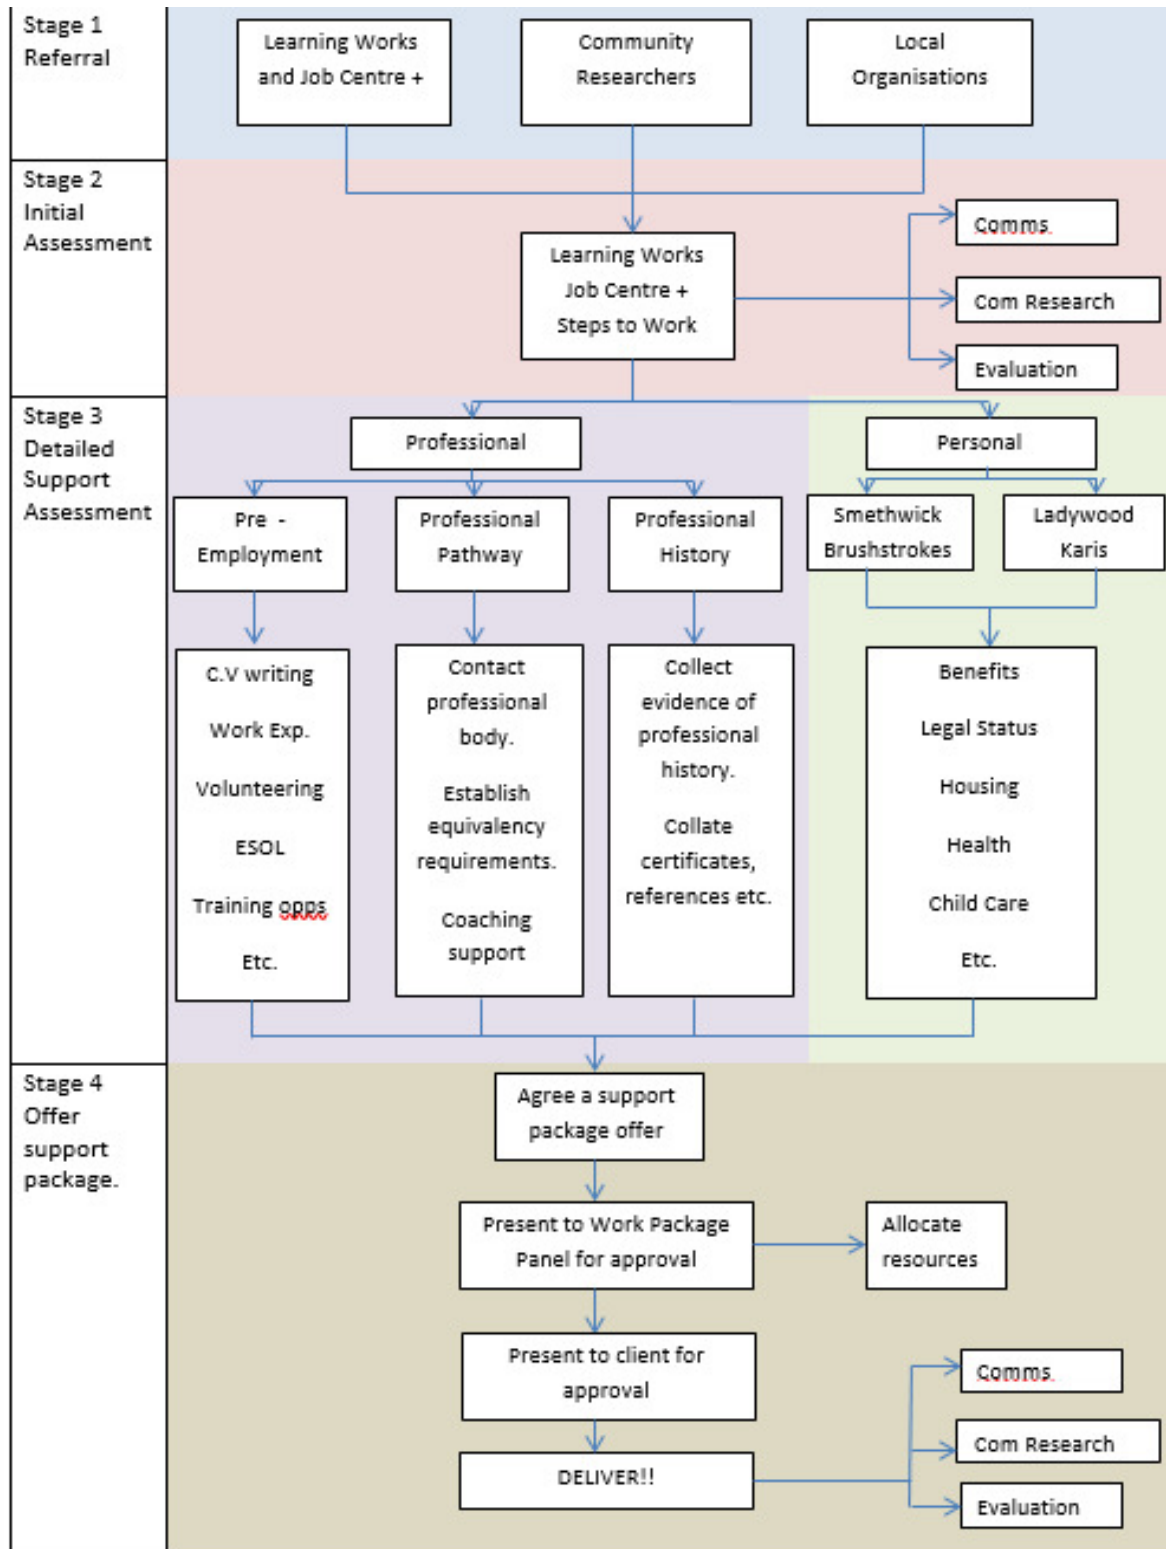 Stage 1
Referral
Learning Works
and Job Centre +
Community
Researchers
Local
Organisations
Stage 2
Initial
Assessment
Learning Works
Job Centre +
Steps to Work
Comms
Com Research
Evaluation
Stage 3
Detailed
Support
Assessment
Professional
Personal
Pre -
Employment
Professional
Pathway
Professional
History
Smethwick
Brushstrokes
Ladywood
Karis
C.V writing
Work Exp.
Volunteering
ESOL
Training opps
Etc.
Contact
professional
body.
Establish
equivalency
requirements.
Coaching
support
Collect
evidence of
professional
history.
Collate
certificates,
references etc.
Benefits
Legal Status
Housing
Health
Child Care
Etc.
Stage 4
Offer
support
package.
Agree a support
package offer
Present to Work Package
Panel for approval
Allocate
resources
Present to client for
approval
DELIVER!!
Comms
Com Research
Evaluation